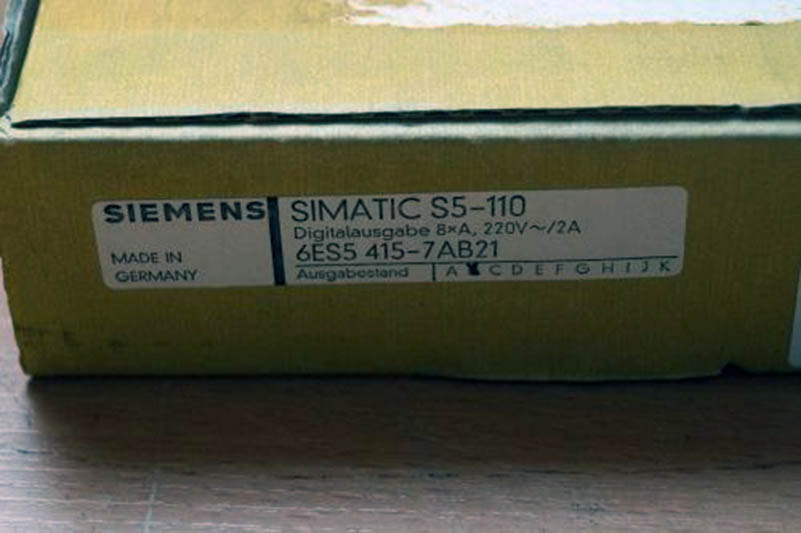 SIEMENS
MADE IN
GERMANY
SIMATIC S5-110
Digitalausgabe 8×A, 220V~/2A
6ES5 415-7AB21
Ausgabestand A C D E F G H I J K